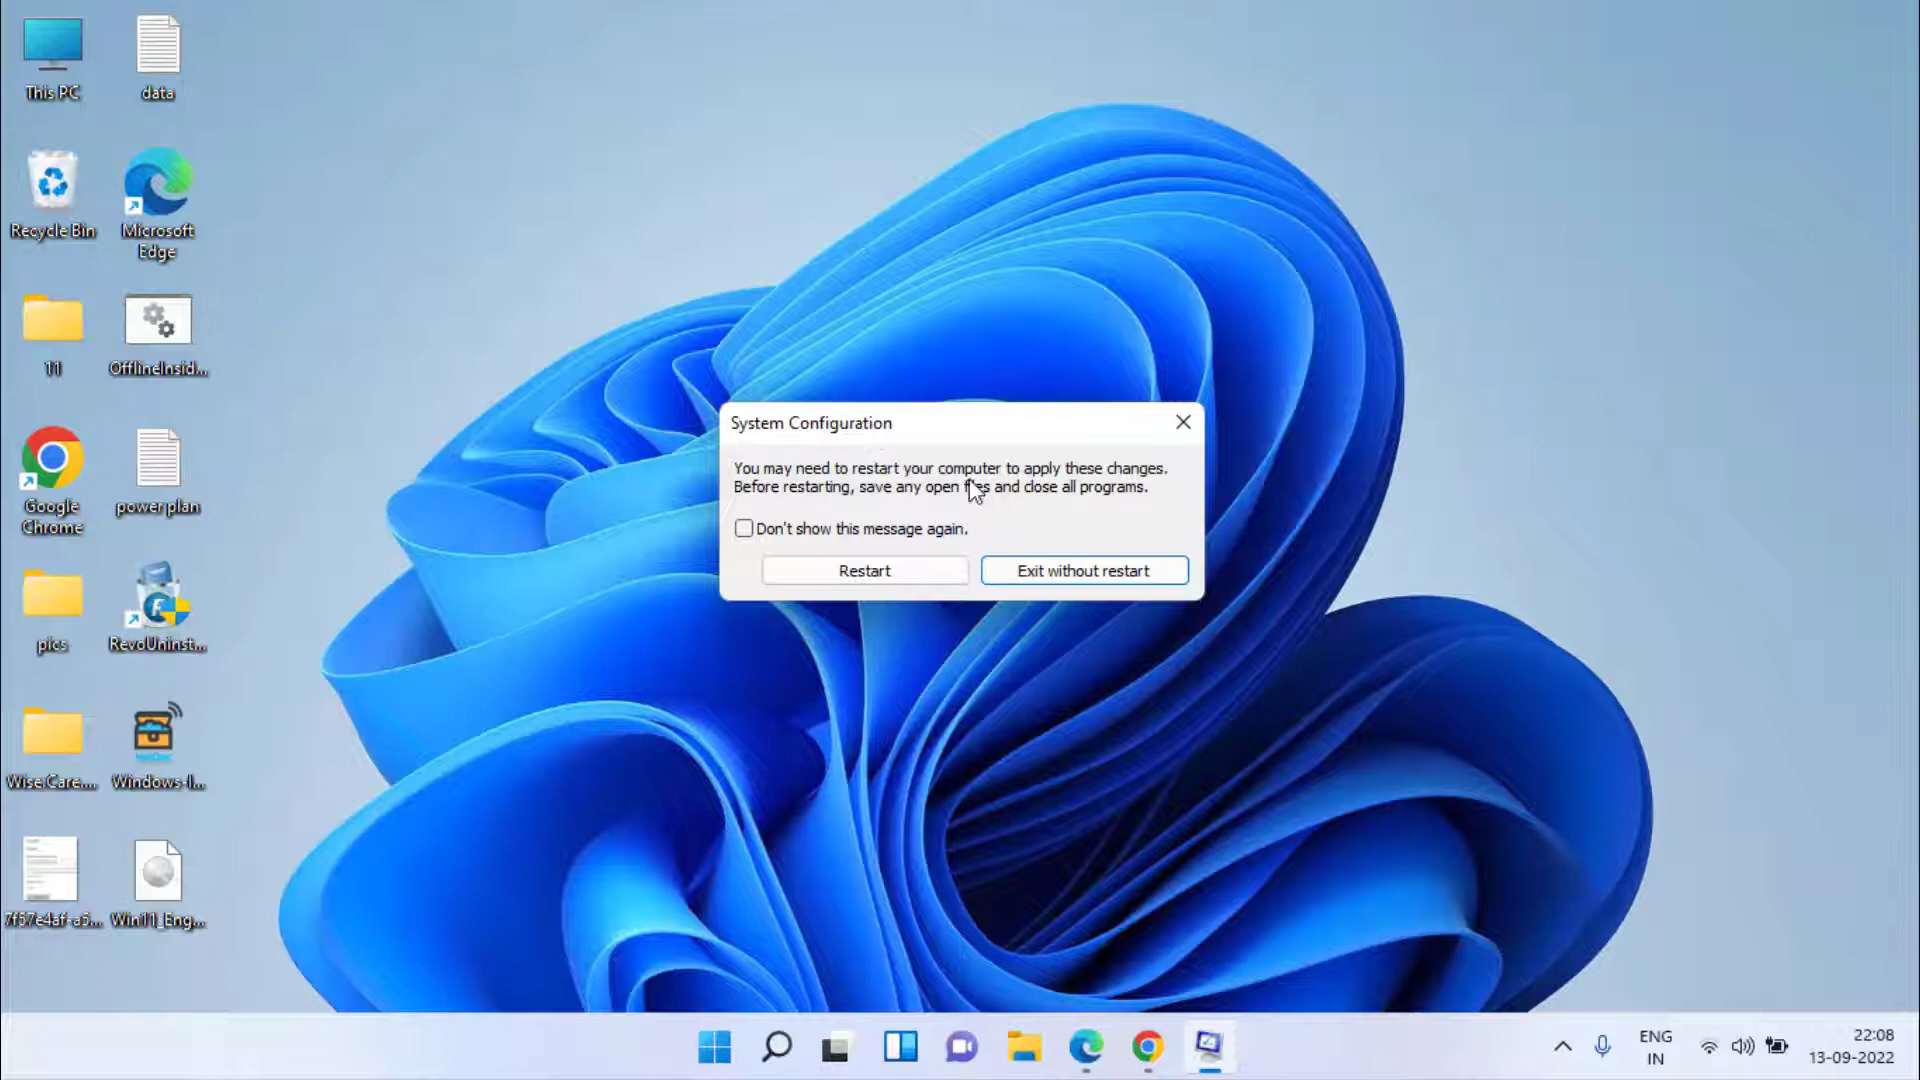 This PC
data
Recycle Bin
Microsoft
Edge
11
OfflineInsid...
Google
Chrome
power plan
pics
RevoUninst...
Wise.Care....
Windows-I...
7f57e4af-a5...
Win11_Eng...
System Configuration
You may need to restart your computer to apply these changes.
Before restarting, save any open files and close all programs.
Don't show this message again.
Restart
Exit without restart
ENG
IN
22:08
13-09-2022